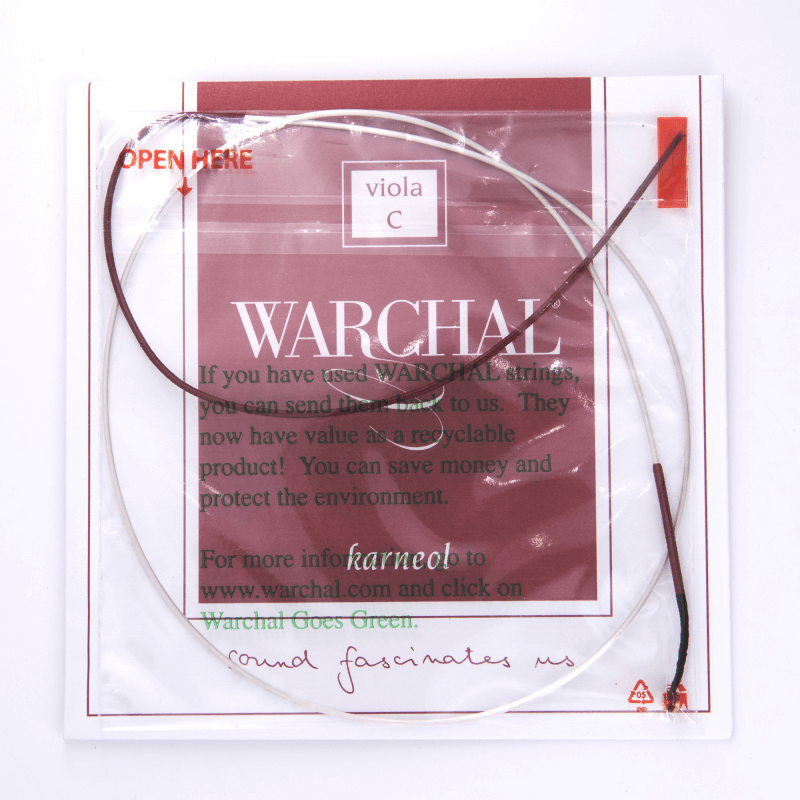 OPEN HERE
viola
C
WARCHAL®
If you have used WARCHAL strings,
you can send them back to us. They
now have value as a recyclable
product! You can save money and
protect the environment.
karneol
For more information go to
www.warchal.com and click on
Warchal Goes Green.
sound fascinates us
05
PP